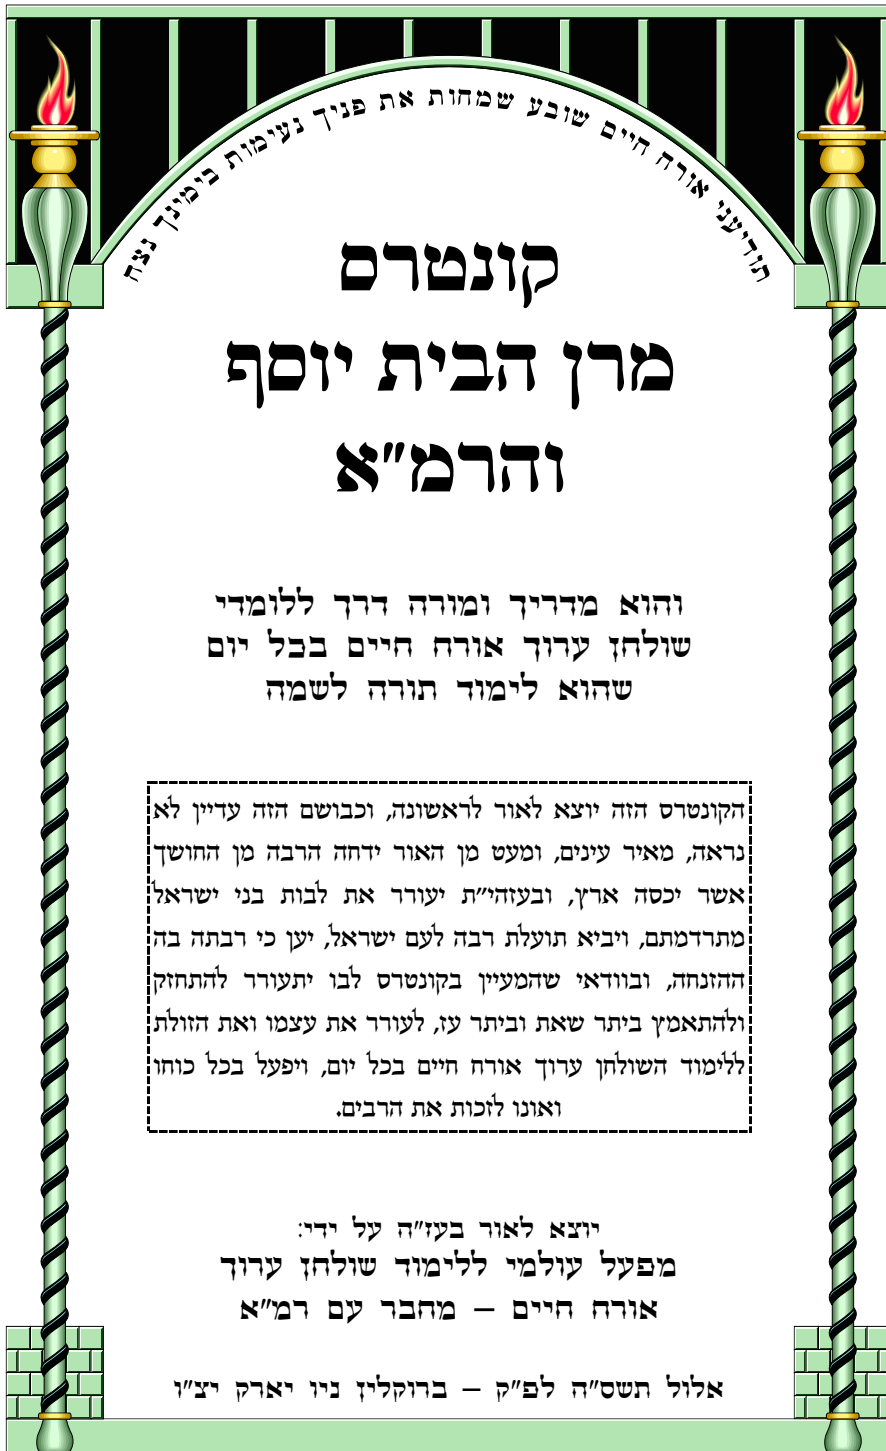 תודיעני אורח חיים שובע שמחות את פניך נעימות בימינך נצח
קונטרס
מרן הבית יוסף
והרמ"א
והוא מדריך ומורה דרך ללומדי
שולחן ערוך אורח חיים בכל יום
שהוא לימוד תורה לשמה
הקונטרס הזה יוצא לאור לראשונה, וכבושם הזה עדיין לא
נראה, מאיר עינים, ומעט מן האור ידחה הרבה מן החושך
אשר יכסה ארץ, ובעזהי"ת יעורר את לבות בני ישראל
מתרדמתם, ויביא תועלת רבה לעם ישראל, יען כי רבתה בה
ההזנחה, ובוודאי שהמעיין בקונטרס לבו יתעורר להתחזק
ולהתאמץ ביתר שאת וביתר עז, לעורר את עצמו ואת הזולת
ללימוד השולחן ערוך אורח חיים בכל יום, ויפעל בכל כוחו
ואונו לזכות את הרבים.
יוצא לאור בעז"ה על ידי:
מפעל עולמי ללימוד שולחן ערוך
אורח חיים – מחבר עם רמ"א
אלול תשס"ה לפ"ק – ברוקלין ניו יארק יצ"ו